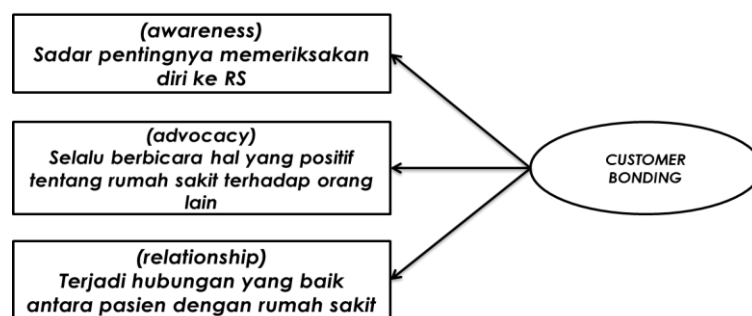 (awareness)
Sadar pentingnya memeriksakan
diri ke RS
(advocacy)
Selalu berbicara hal yang positif
tentang rumah sakit terhadap orang
lain
(relationship)
Terjadi hubungan yang baik
antara pasien dengan rumah sakit
CUSTOMER
BONDING